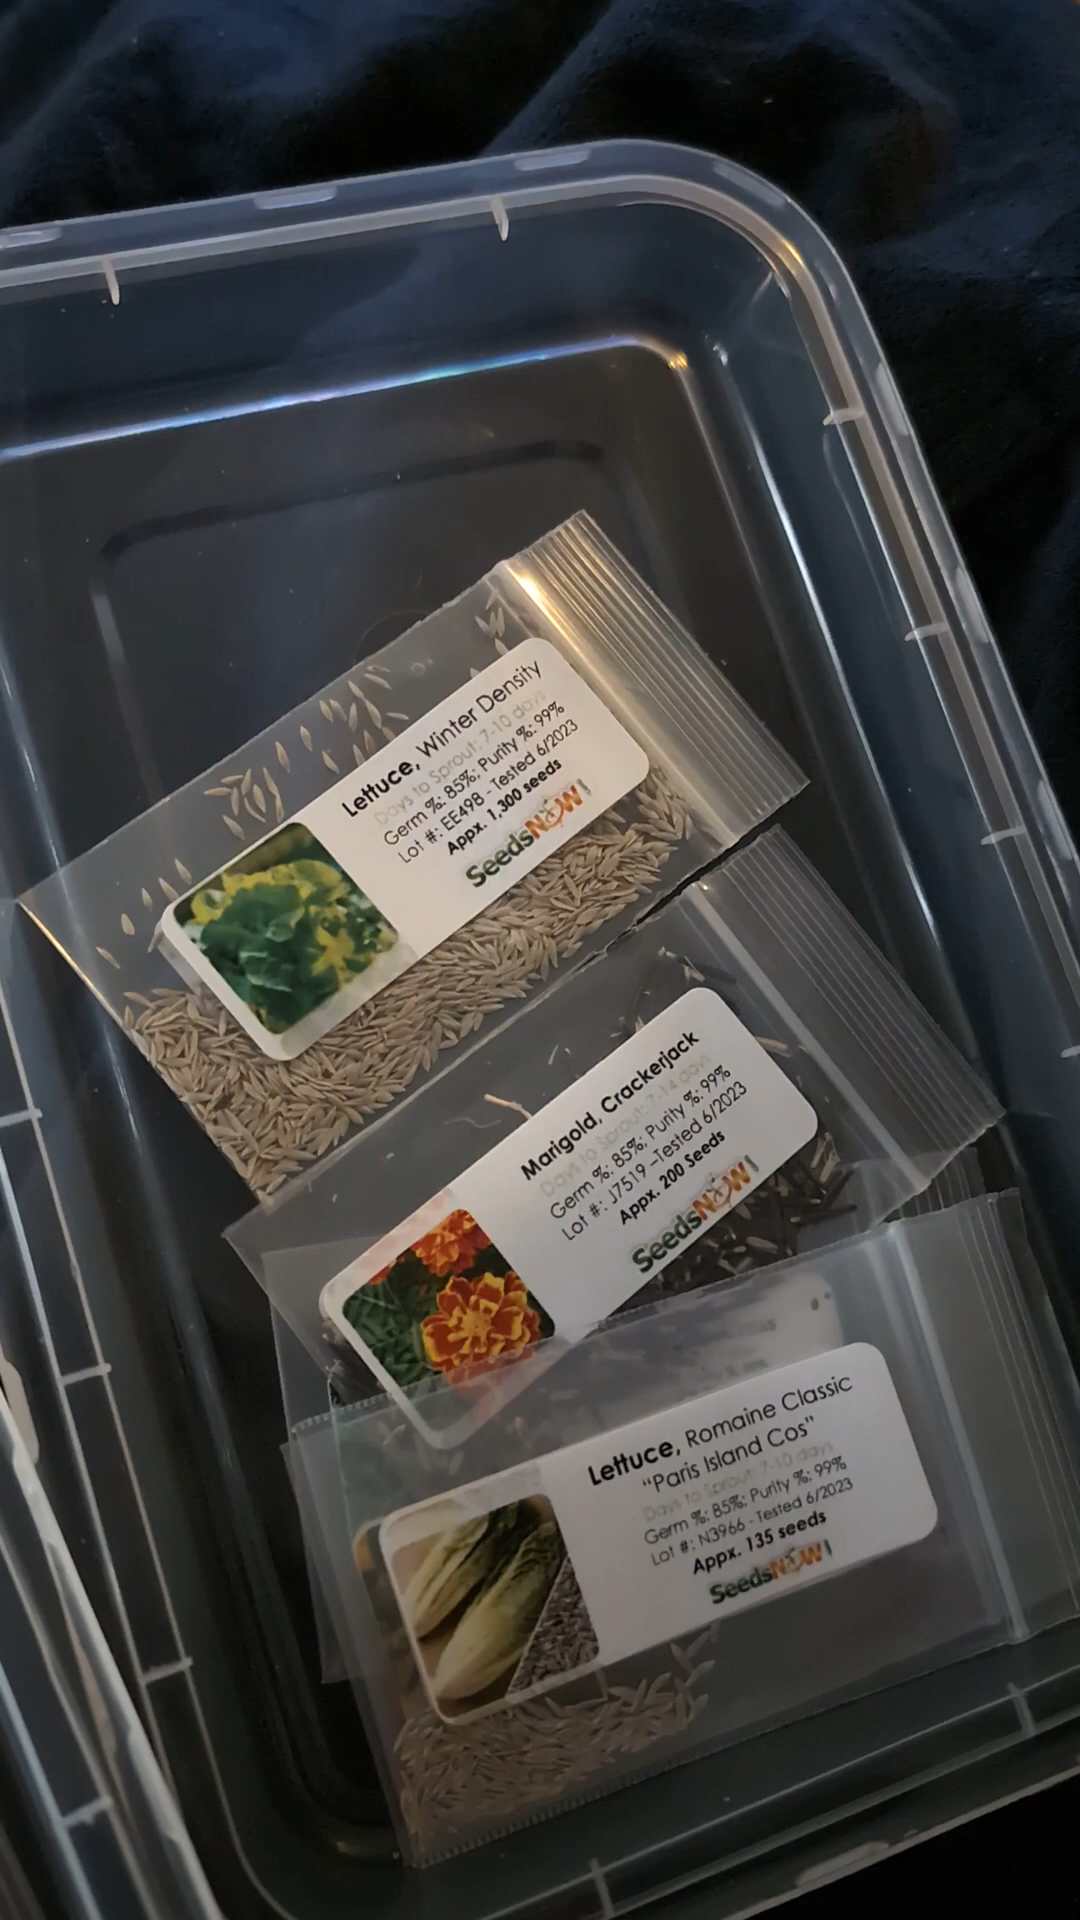 Lettuce, Winter Density
Days to Sprout: 7-10 days
Germ %: 85%; Purity %: 99%
Lot #: EE498 - Tested 6/2023
Appx. 1,300 seeds
SeedsNOW!
Marigold, Crackerjack
Days to Sprout: 7-14 days
Germ %: 85%; Purity %: 99%
Lot #: J7519 –Tested 6/2023
Appx. 200 Seeds
SeedsNOW!
Lettuce, Romaine Classic
“Paris Island Cos”
Days to Sprout: 7-10 days
Germ %: 85%; Purity %: 99%
Lot #: N3966 - Tested 6/2023
Appx. 135 seeds
SeedsNOW!